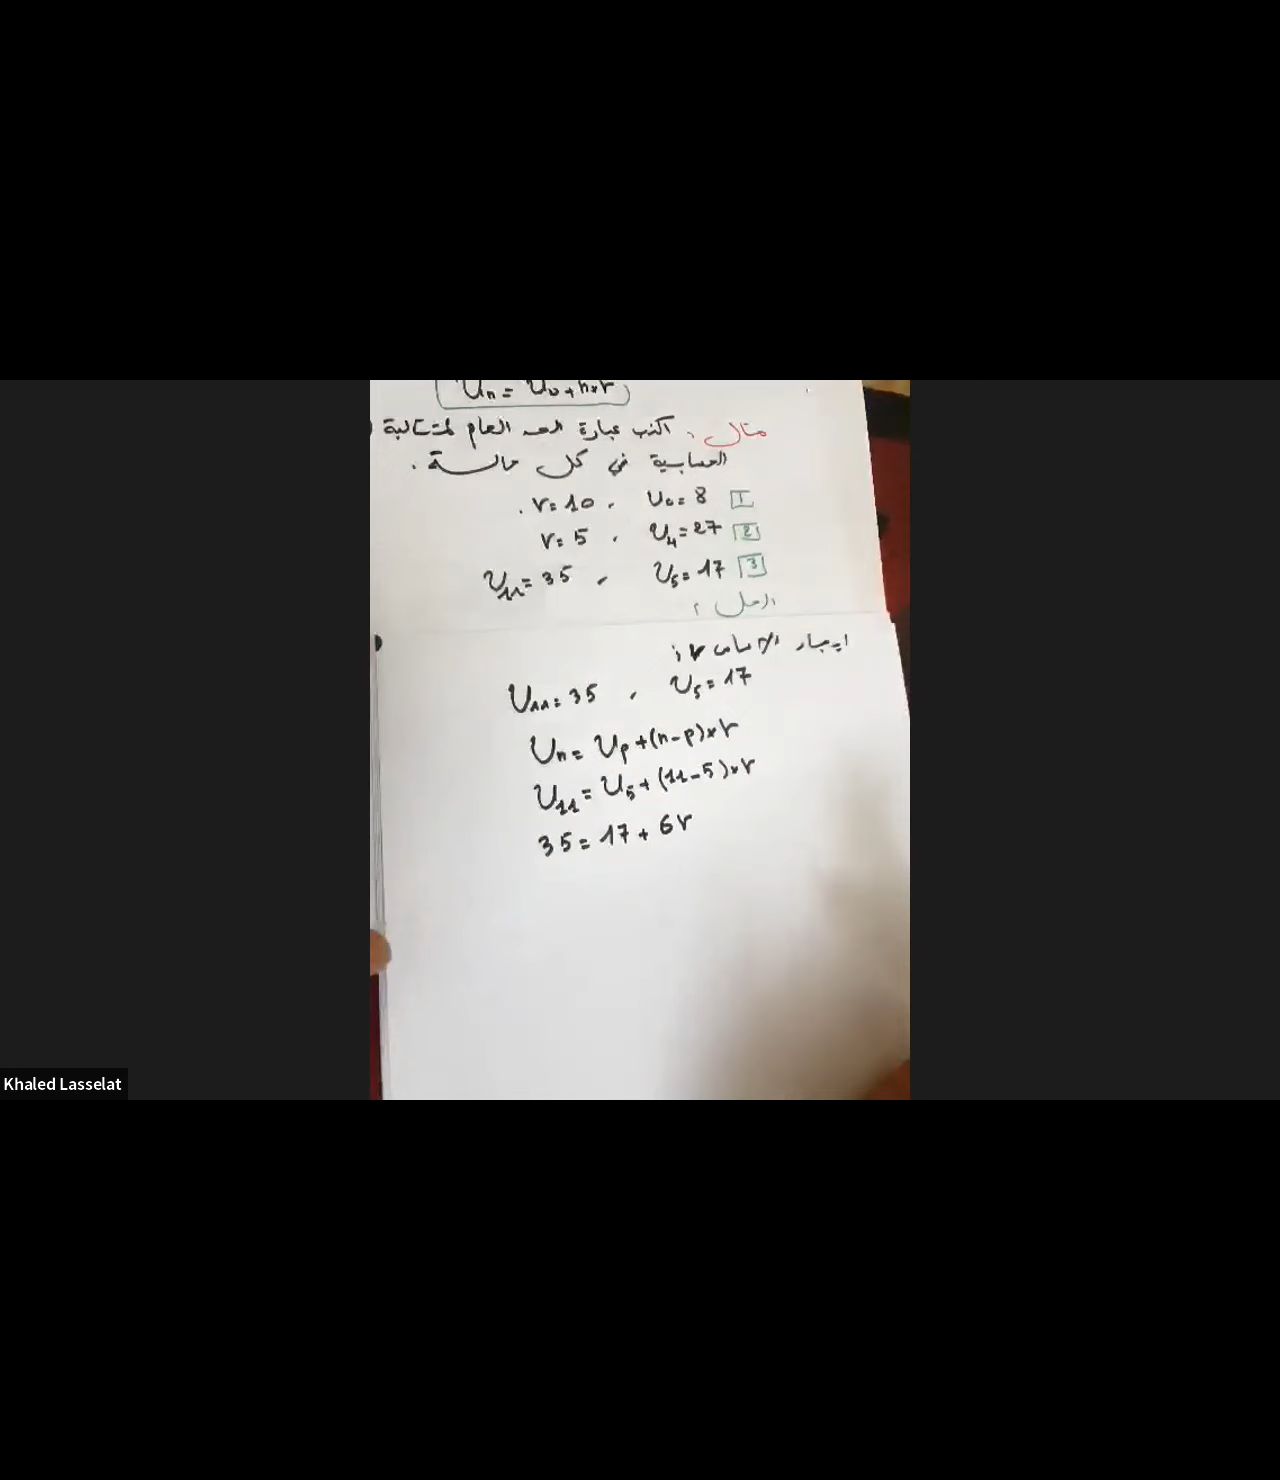 Un = U0 + n×r
مثال : اكتب عبارة الحد العام لمتتالية
الحسابية في كل حالة .
1 U0 = 8 , r = 10 .
2 U4 = 27 , r = 5
3 U5 = 17 , U11 = 35
الحل :
ايجاد الأساس r :
U5 = 17 , U11 = 35
Un = Up + (n-p)×r
U11 = U5 + (11-5)×r
35 = 17 + 6r
Khaled Lasselat